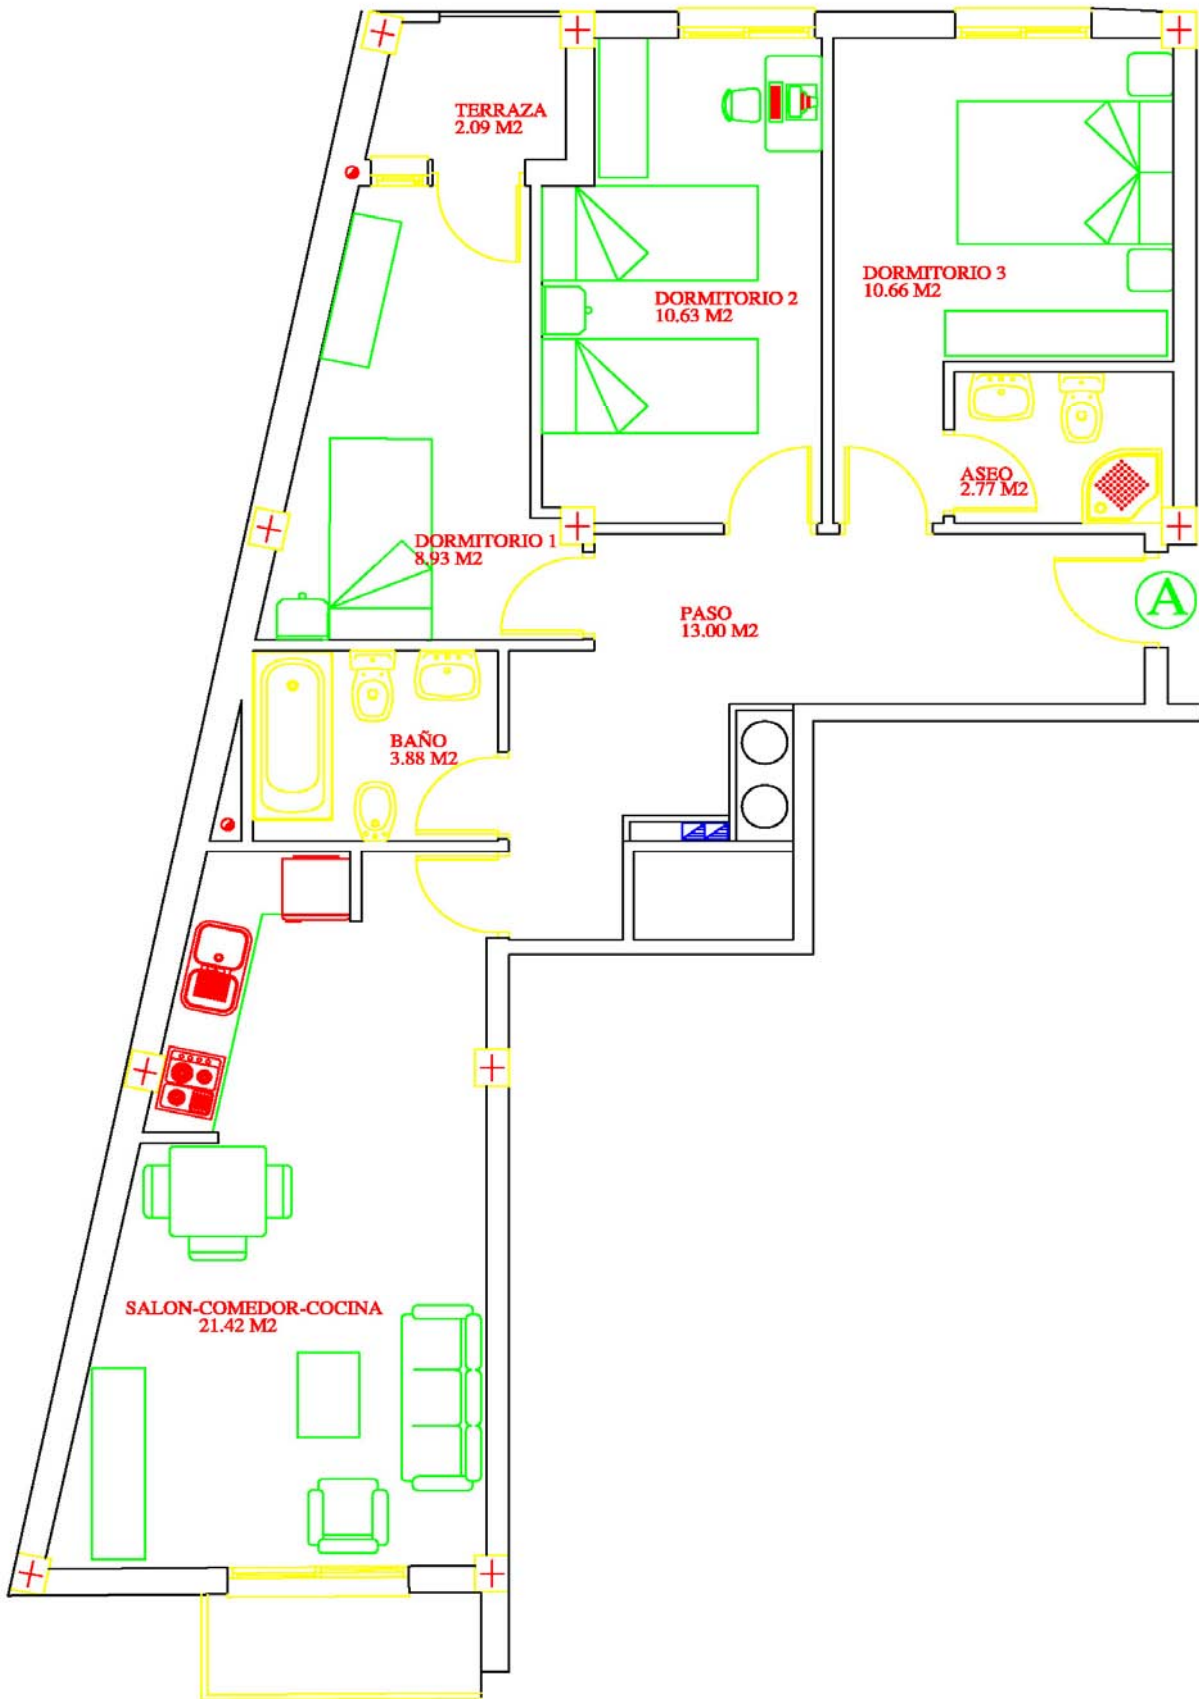 TERRAZA
2.09 M2
DORMITORIO 2
10.63 M2
DORMITORIO 3
10.66 M2
ASEO
2.77 M2
DORMITORIO 1
8.93 M2
PASO
13.00 M2
A
BAÑO
3.88 M2
SALON-COMEDOR-COCINA
21.42 M2